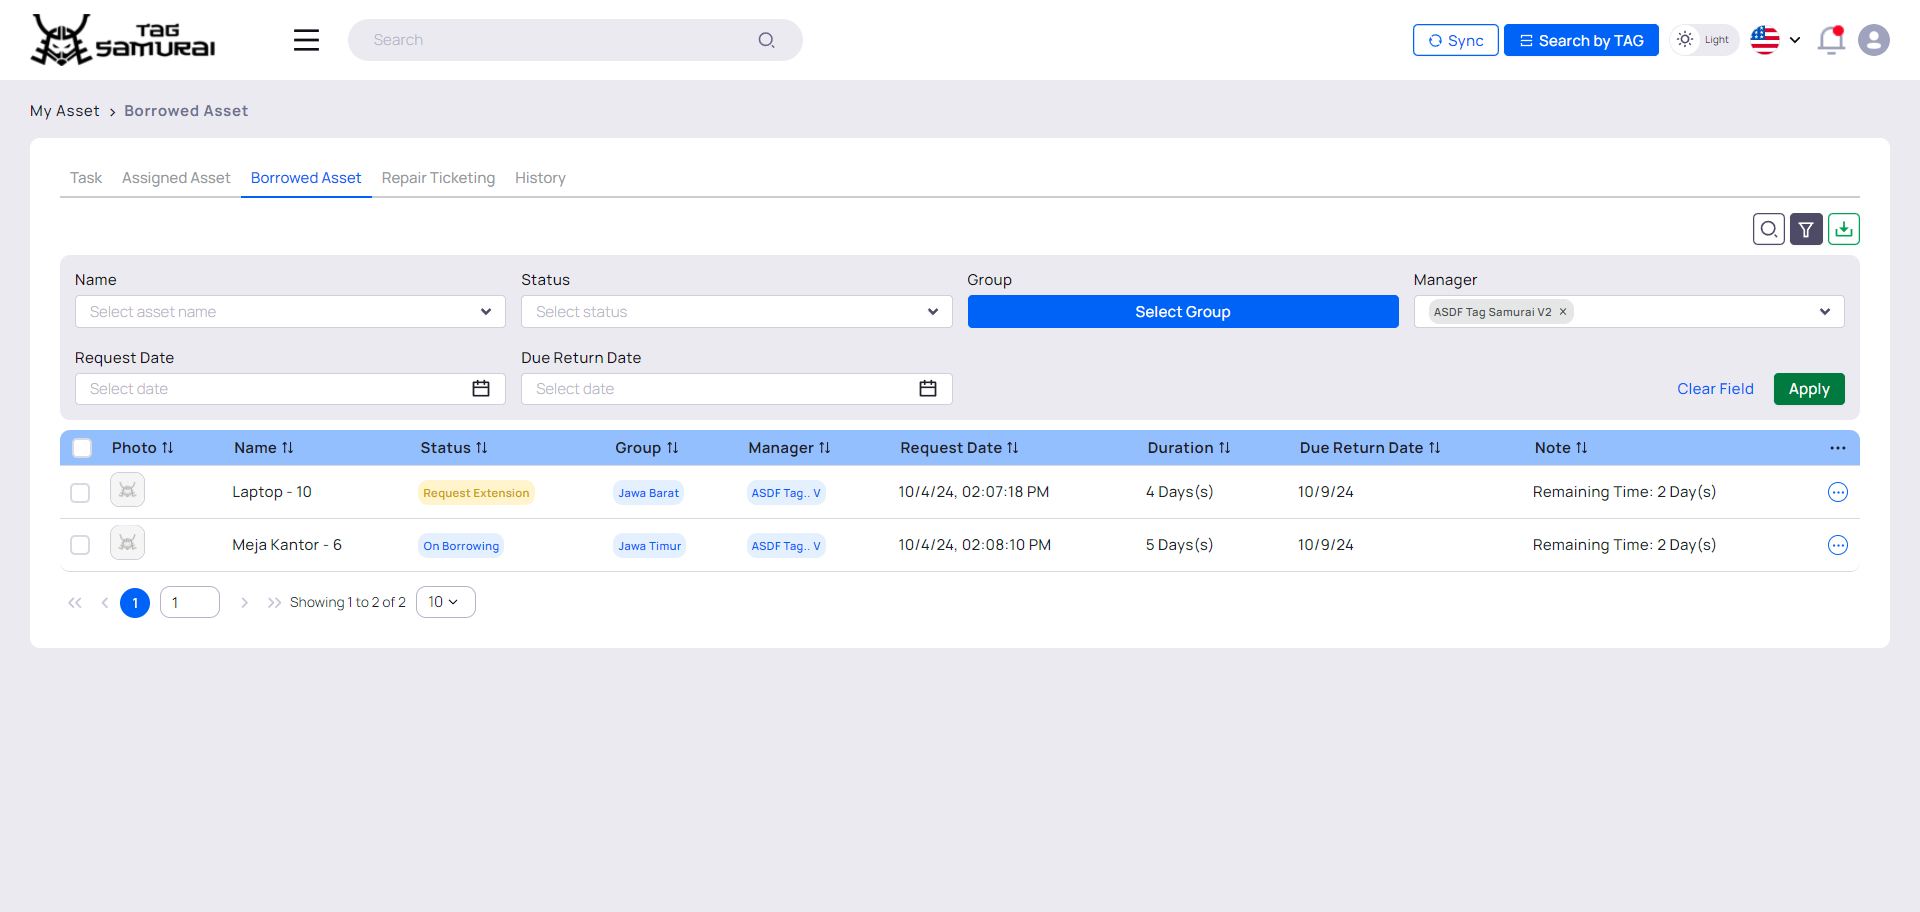 TAG SAMURAI
Search
Sync
Search by TAG
Light
My Asset > Borrowed Asset
Task Assigned Asset Borrowed Asset Repair Ticketing History
Name Status Group Manager
Select asset name Select status Select Group ASDF Tag Samurai V2 ×
Request Date Due Return Date
Select date Select date Clear Field Apply
Photo Name Status Group Manager Request Date Duration Due Return Date Note
Laptop - 10 Request Extension Jawa Barat ASDF Tag.. V 10/4/24, 02:07:18 PM 4 Days(s) 10/9/24 Remaining Time: 2 Day(s)
Meja Kantor - 6 On Borrowing Jawa Timur ASDF Tag.. V 10/4/24, 02:08:10 PM 5 Days(s) 10/9/24 Remaining Time: 2 Day(s)
1 1 Showing 1 to 2 of 2 10